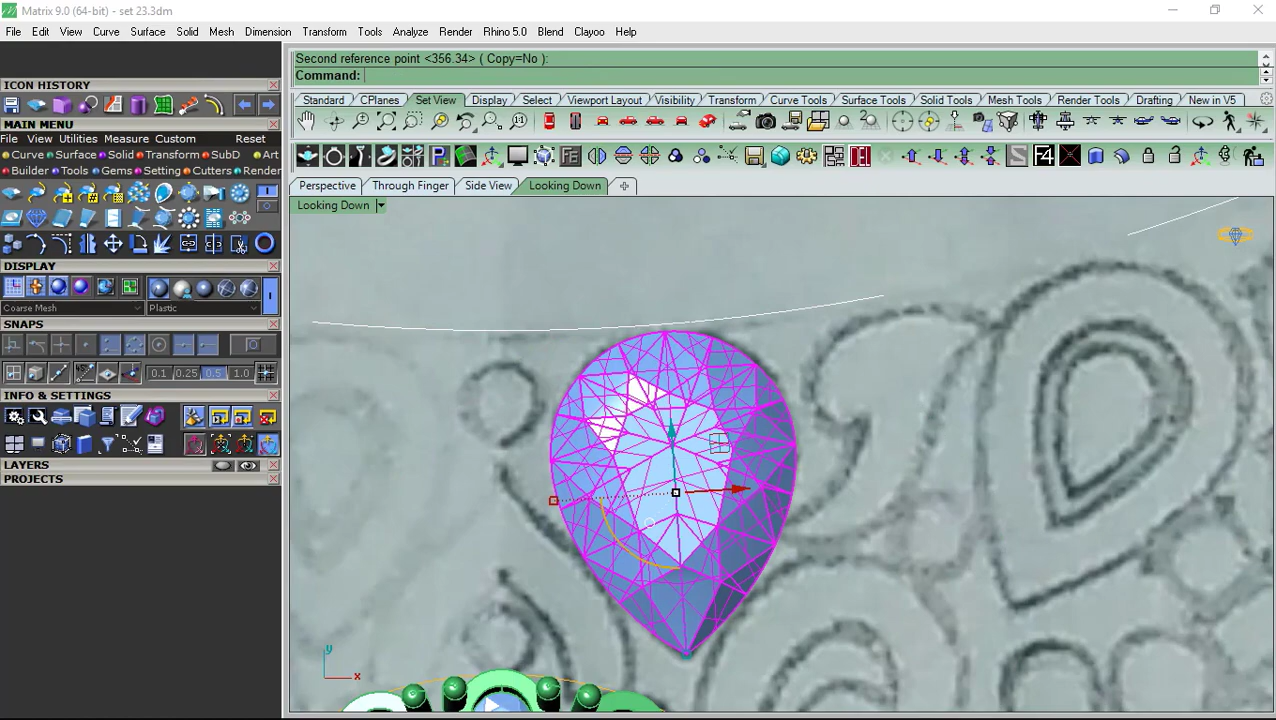 Matrix 9.0 (64-bit) - set 23.3dm
File Edit View Curve Surface Solid Mesh Dimension Transform Tools Analyze Render Rhino 5.0 Blend Clayoo Help
Second reference point <356.34> ( Copy=No ):
Command:
Standard CPlanes Set View Display Select Viewport Layout Visibility Transform Curve Tools Surface Tools Solid Tools Mesh Tools Render Tools Drafting New in V5
ICON HISTORY
MAIN MENU
File View Utilities Measure Custom Reset
Curve Surface Solid Transform SubD Art
Builder Tools Gems Setting Cutters Render
DISPLAY
Coarse Mesh Plastic
SNAPS
0.1 0.25 0.5 1.0
INFO & SETTINGS
LAYERS
PROJECTS
Perspective Through Finger Side View Looking Down
Looking Down
F4
y
x